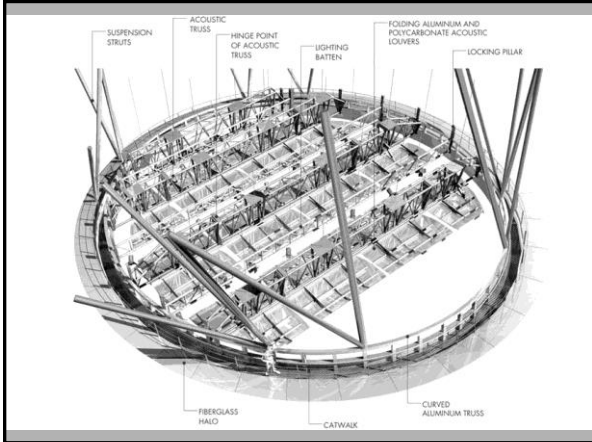 SUSPENSION
STRUTS
ACOUSTIC
TRUSS
HINGE POINT
OF ACOUSTIC
TRUSS
LIGHTING
BATTEN
FOLDING ALUMINUM AND
POLYCARBONATE ACOUSTIC
LOUVERS
LOCKING PILLAR
FIBERGLASS
HALO
CATWALK
CURVED
ALUMINUM TRUSS